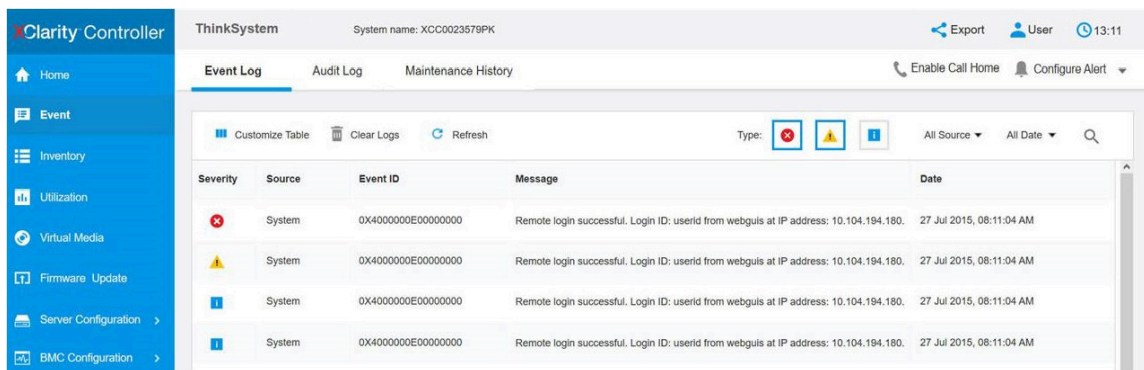 XClarity Controller
ThinkSystem
System name: XCC0023579PK
Export
User
13:11
Home
Event
Inventory
Utilization
Virtual Media
Firmware Update
Server Configuration
BMC Configuration
Event Log
Audit Log
Maintenance History
Enable Call Home
Configure Alert
Customize Table
Clear Logs
Refresh
Type:
All Source
All Date
Severity Source Event ID Message Date
System 0X4000000E00000000 Remote login successful. Login ID: userid from webguis at IP address: 10.104.194.180. 27 Jul 2015, 08:11:04 AM
System 0X4000000E00000000 Remote login successful. Login ID: userid from webguis at IP address: 10.104.194.180. 27 Jul 2015, 08:11:04 AM
System 0X4000000E00000000 Remote login successful. Login ID: userid from webguis at IP address: 10.104.194.180. 27 Jul 2015, 08:11:04 AM
System 0X4000000E00000000 Remote login successful. Login ID: userid from webguis at IP address: 10.104.194.180. 27 Jul 2015, 08:11:04 AM